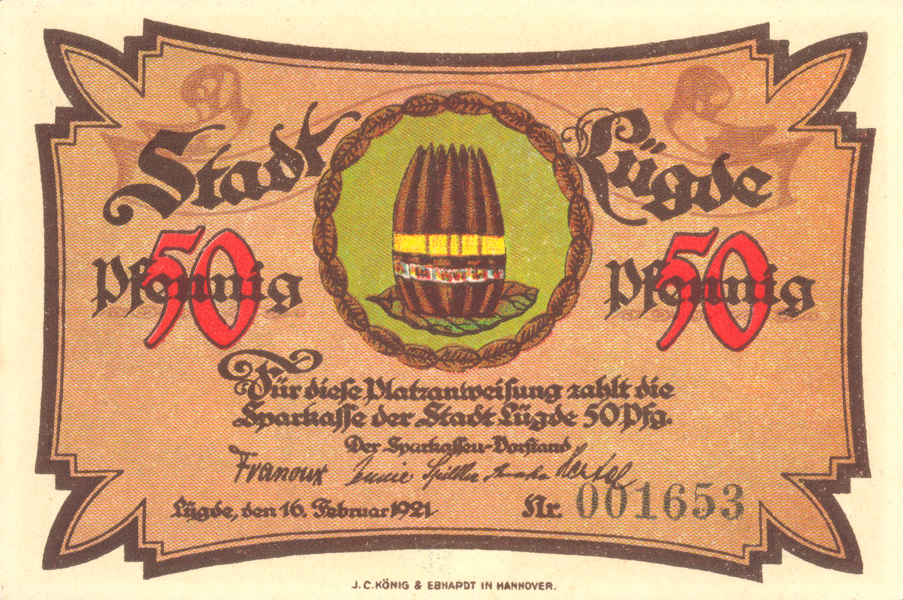 Stadt Lügde
50 Pfennig 50 Pfennig
Für diese Platzanweisung zahlt die
Sparkasse der Stadt Lügde 50 Pfg.
Der Sparkassen-Vorstand
Lügde, den 16. Februar 1921 Nr. 001653
J. C. KÖNIG & EBHARDT IN HANNOVER.